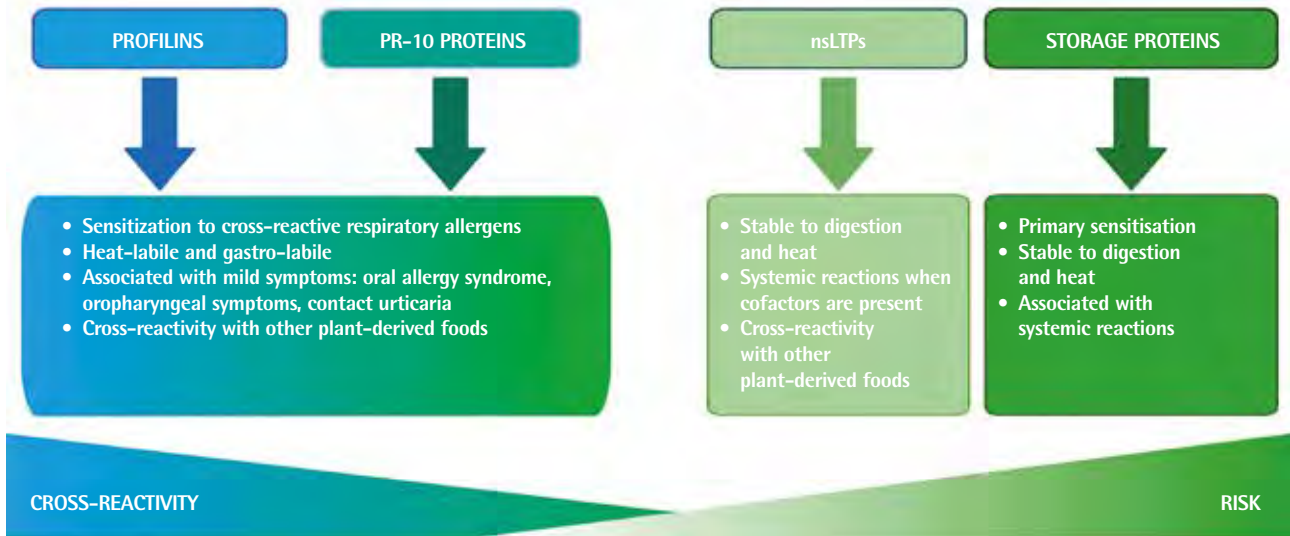 PROFILINS
PR-10 PROTEINS
nsLTPs
STORAGE PROTEINS
• Sensitization to cross-reactive respiratory allergens
• Heat-labile and gastro-labile
• Associated with mild symptoms: oral allergy syndrome,
oropharyngeal symptoms, contact urticaria
• Cross-reactivity with other plant-derived foods
• Stable to digestion
and heat
• Systemic reactions when
cofactors are present
• Cross-reactivity
with other
plant-derived foods
• Primary sensitisation
• Stable to digestion
and heat
• Associated with
systemic reactions
CROSS-REACTIVITY
RISK